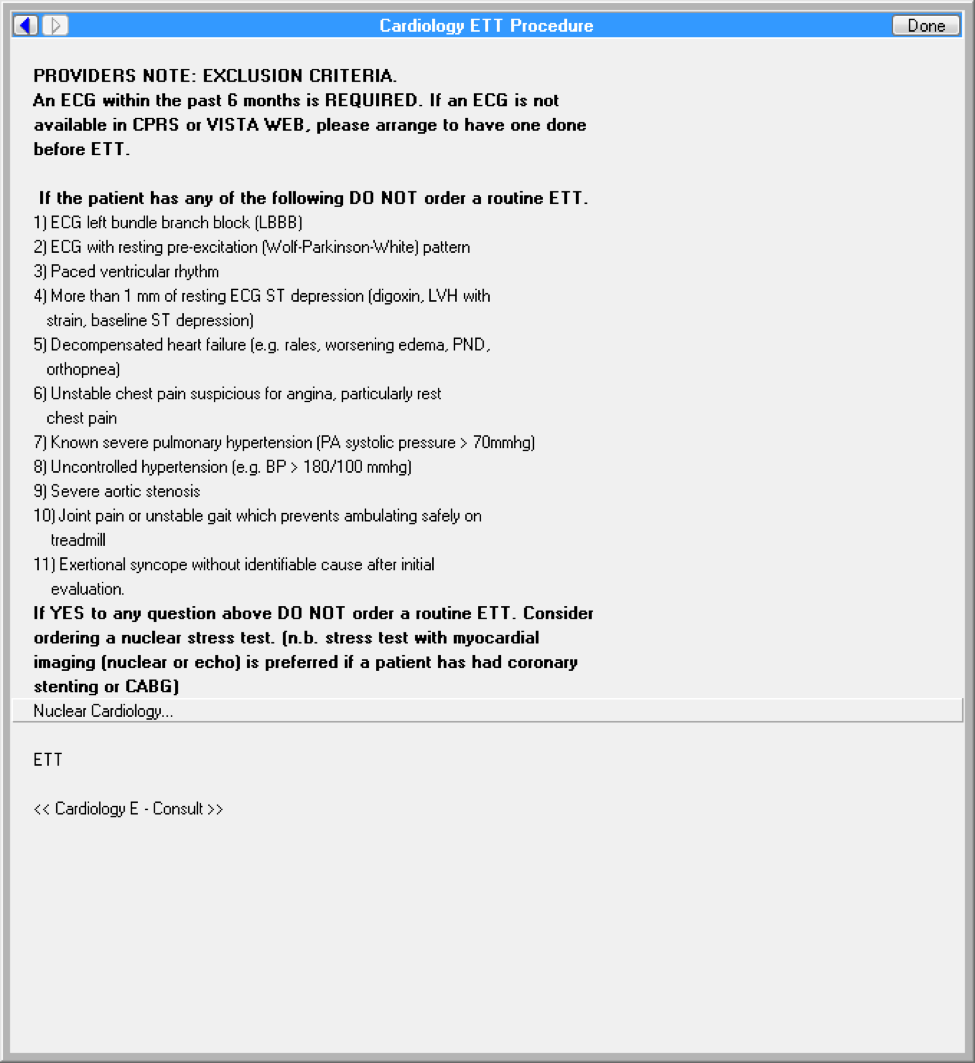 Cardiology ETT Procedure
Done
PROVIDERS NOTE: EXCLUSION CRITERIA.
An ECG within the past 6 months is REQUIRED. If an ECG is not
available in CPRS or VISTA WEB, please arrange to have one done
before ETT.
If the patient has any of the following DO NOT order a routine ETT.
1) ECG left bundle branch block (LBBB)
2) ECG with resting pre-excitation (Wolf-Parkinson-White) pattern
3) Paced ventricular rhythm
4) More than 1 mm of resting ECG ST depression (digoxin, LVH with
strain, baseline ST depression)
5) Decompensated heart failure (e.g. rales, worsening edema, PND,
orthopnea)
6) Unstable chest pain suspicious for angina, particularly rest
chest pain
7) Known severe pulmonary hypertension (PA systolic pressure > 70mmhg)
8) Uncontrolled hypertension (e.g. BP > 180/100 mmhg)
9) Severe aortic stenosis
10) Joint pain or unstable gait which prevents ambulating safely on
treadmill
11) Exertional syncope without identifiable cause after initial
evaluation.
If YES to any question above DO NOT order a routine ETT. Consider
ordering a nuclear stress test. (n.b. stress test with myocardial
imaging (nuclear or echo) is preferred if a patient has had coronary
stenting or CABG)
Nuclear Cardiology...
ETT
<< Cardiology E - Consult >>